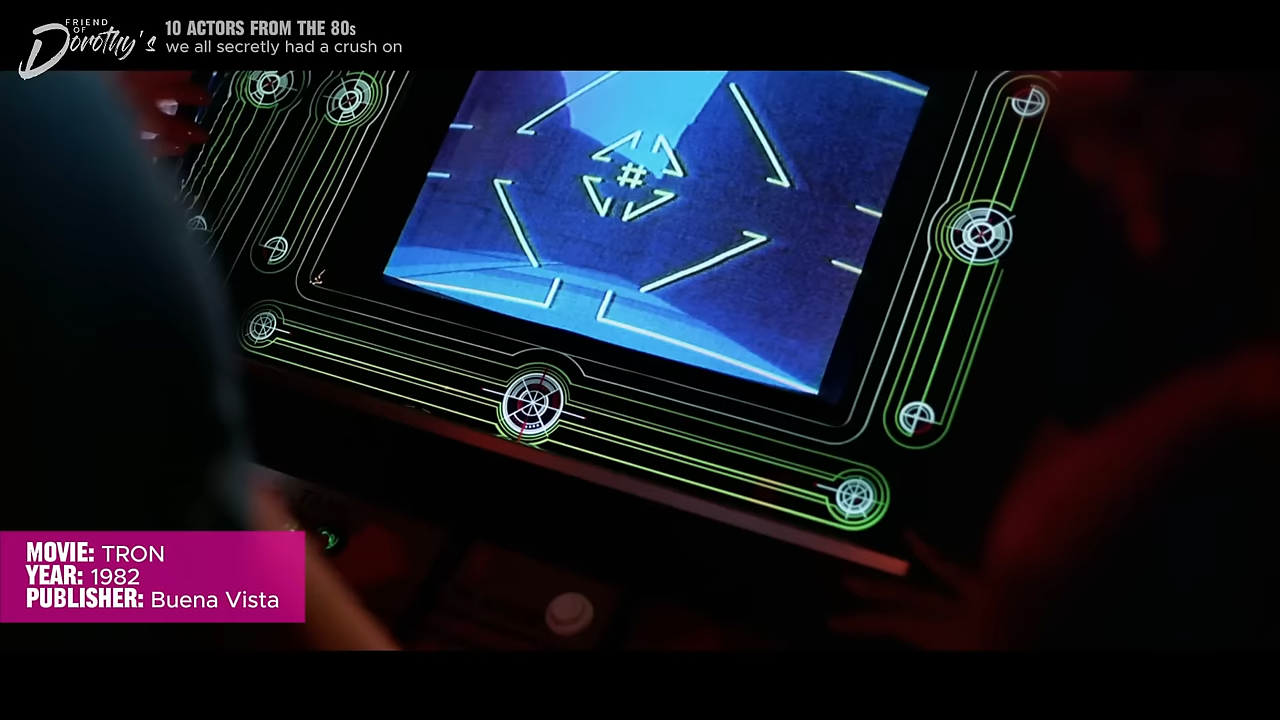 FRIEND
OF
Dorothy's
10 ACTORS FROM THE 80s
we all secretly had a crush on
#
MOVIE: TRON
YEAR: 1982
PUBLISHER: Buena Vista